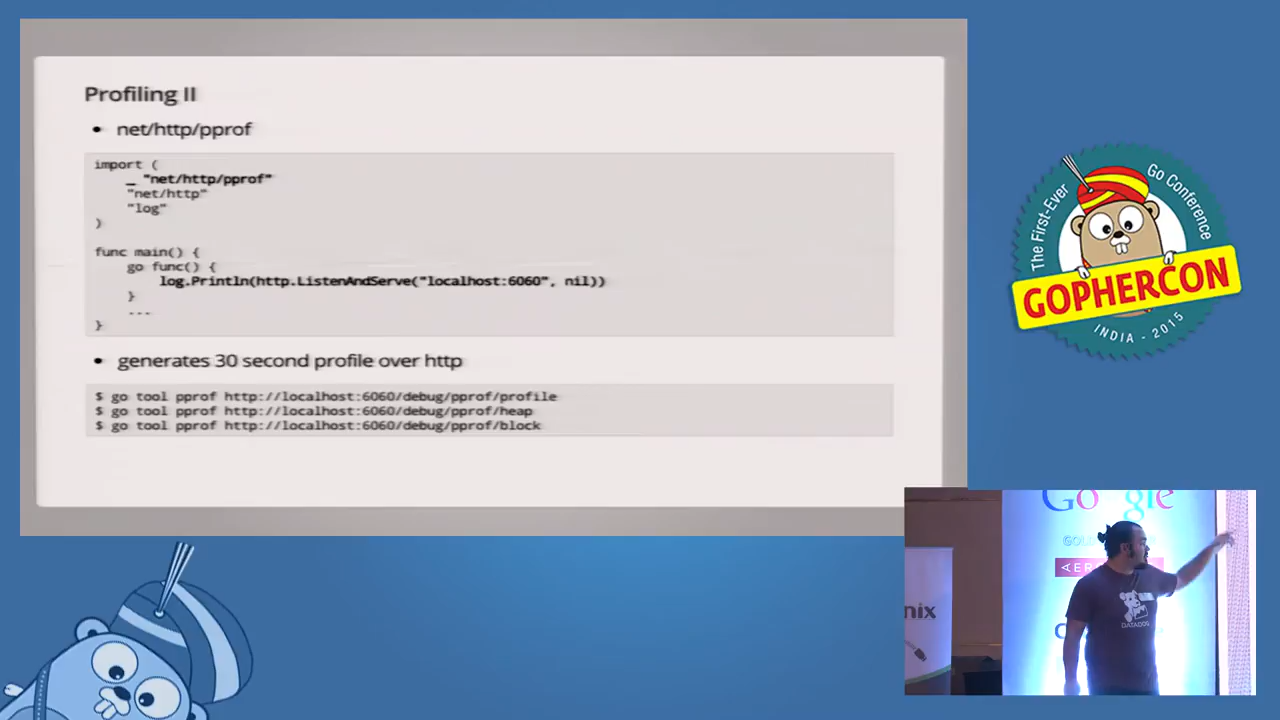 Profiling II
• net/http/pprof
import (
_ "net/http/pprof"
"net/http"
"log"
)
func main() {
go func() {
log.Println(http.ListenAndServe("localhost:6060", nil))
}
...
}
• generates 30 second profile over http
$ go tool pprof http://localhost:6060/debug/pprof/profile
$ go tool pprof http://localhost:6060/debug/pprof/heap
$ go tool pprof http://localhost:6060/debug/pprof/block
The First-Ever
Go Conference
GOPHERCON
INDIA - 2015
Google
DATADOG